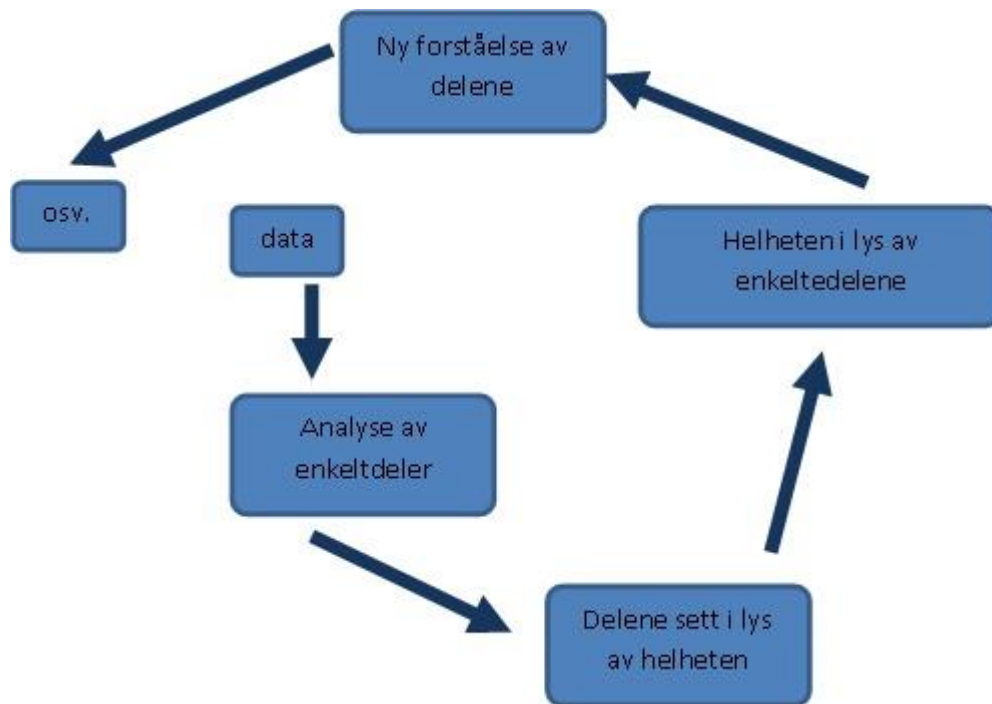 Ny forståelse av
delene
osv.
data
Helheten i lys av
enkeltedelene
Analyse av
enkeltdeler
Delene sett i lys
av helheten